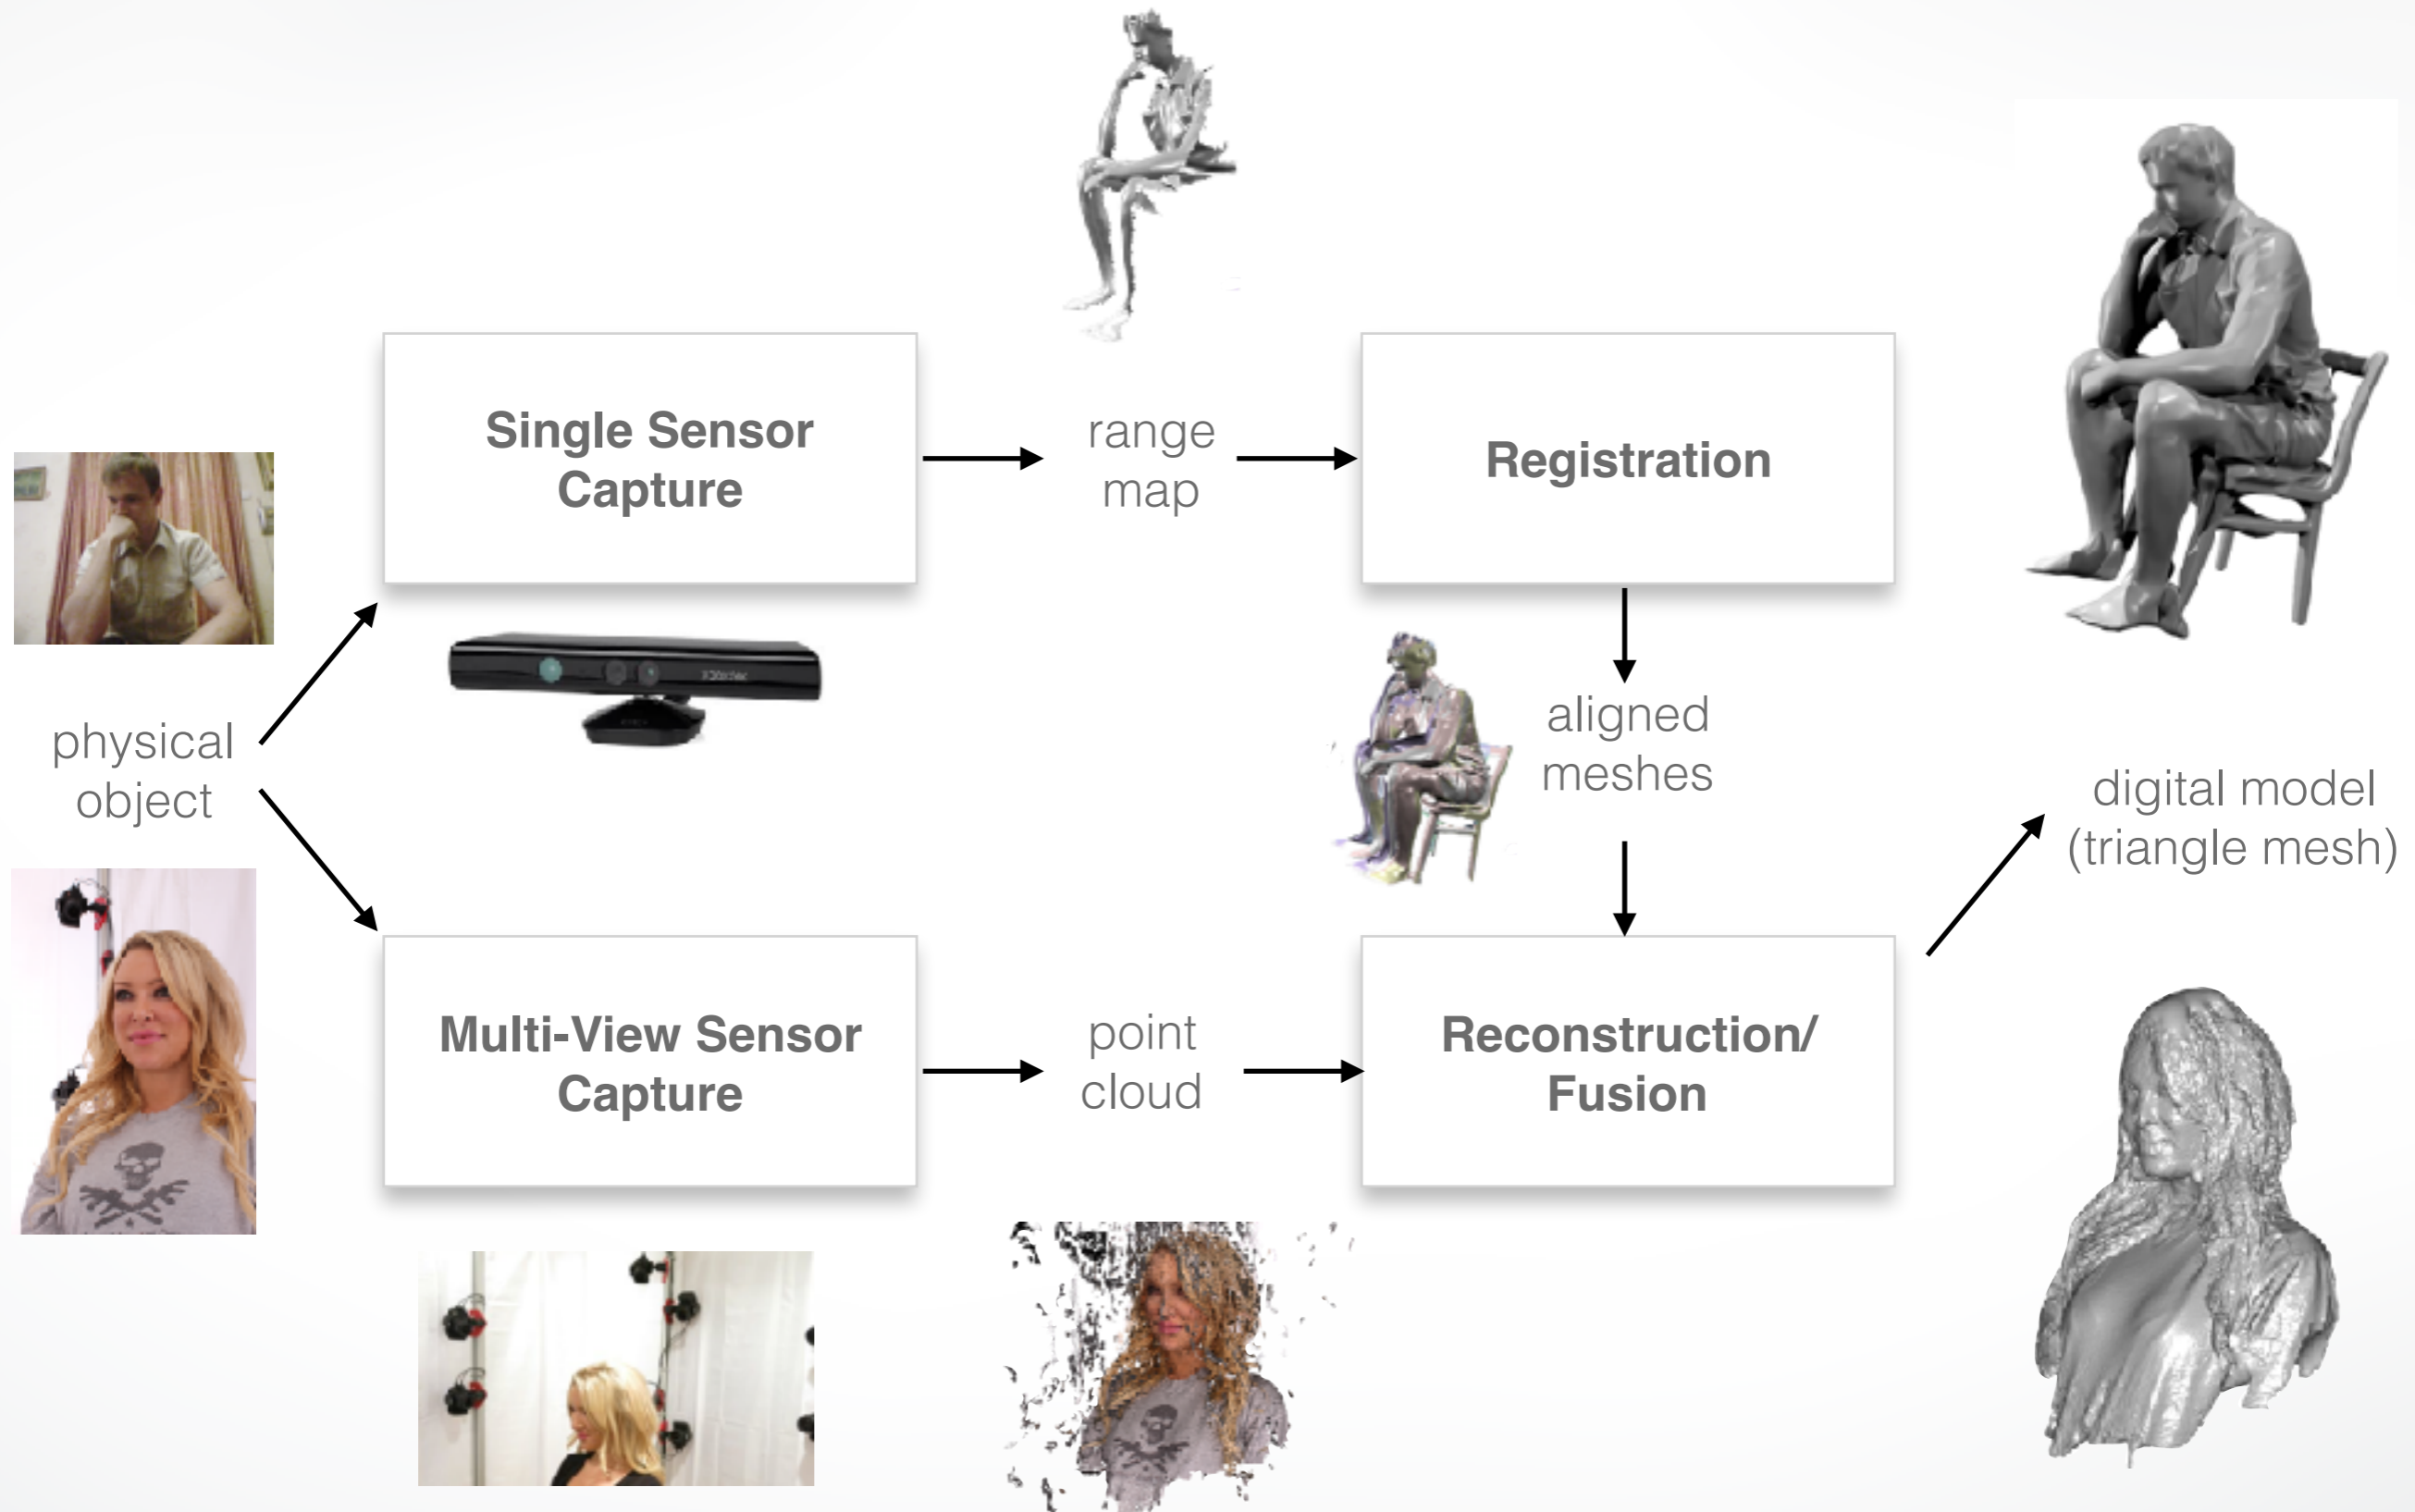 Single Sensor
Capture
range
map
Registration
physical
object
aligned
meshes
digital model
(triangle mesh)
Multi-View Sensor
Capture
point
cloud
Reconstruction/
Fusion